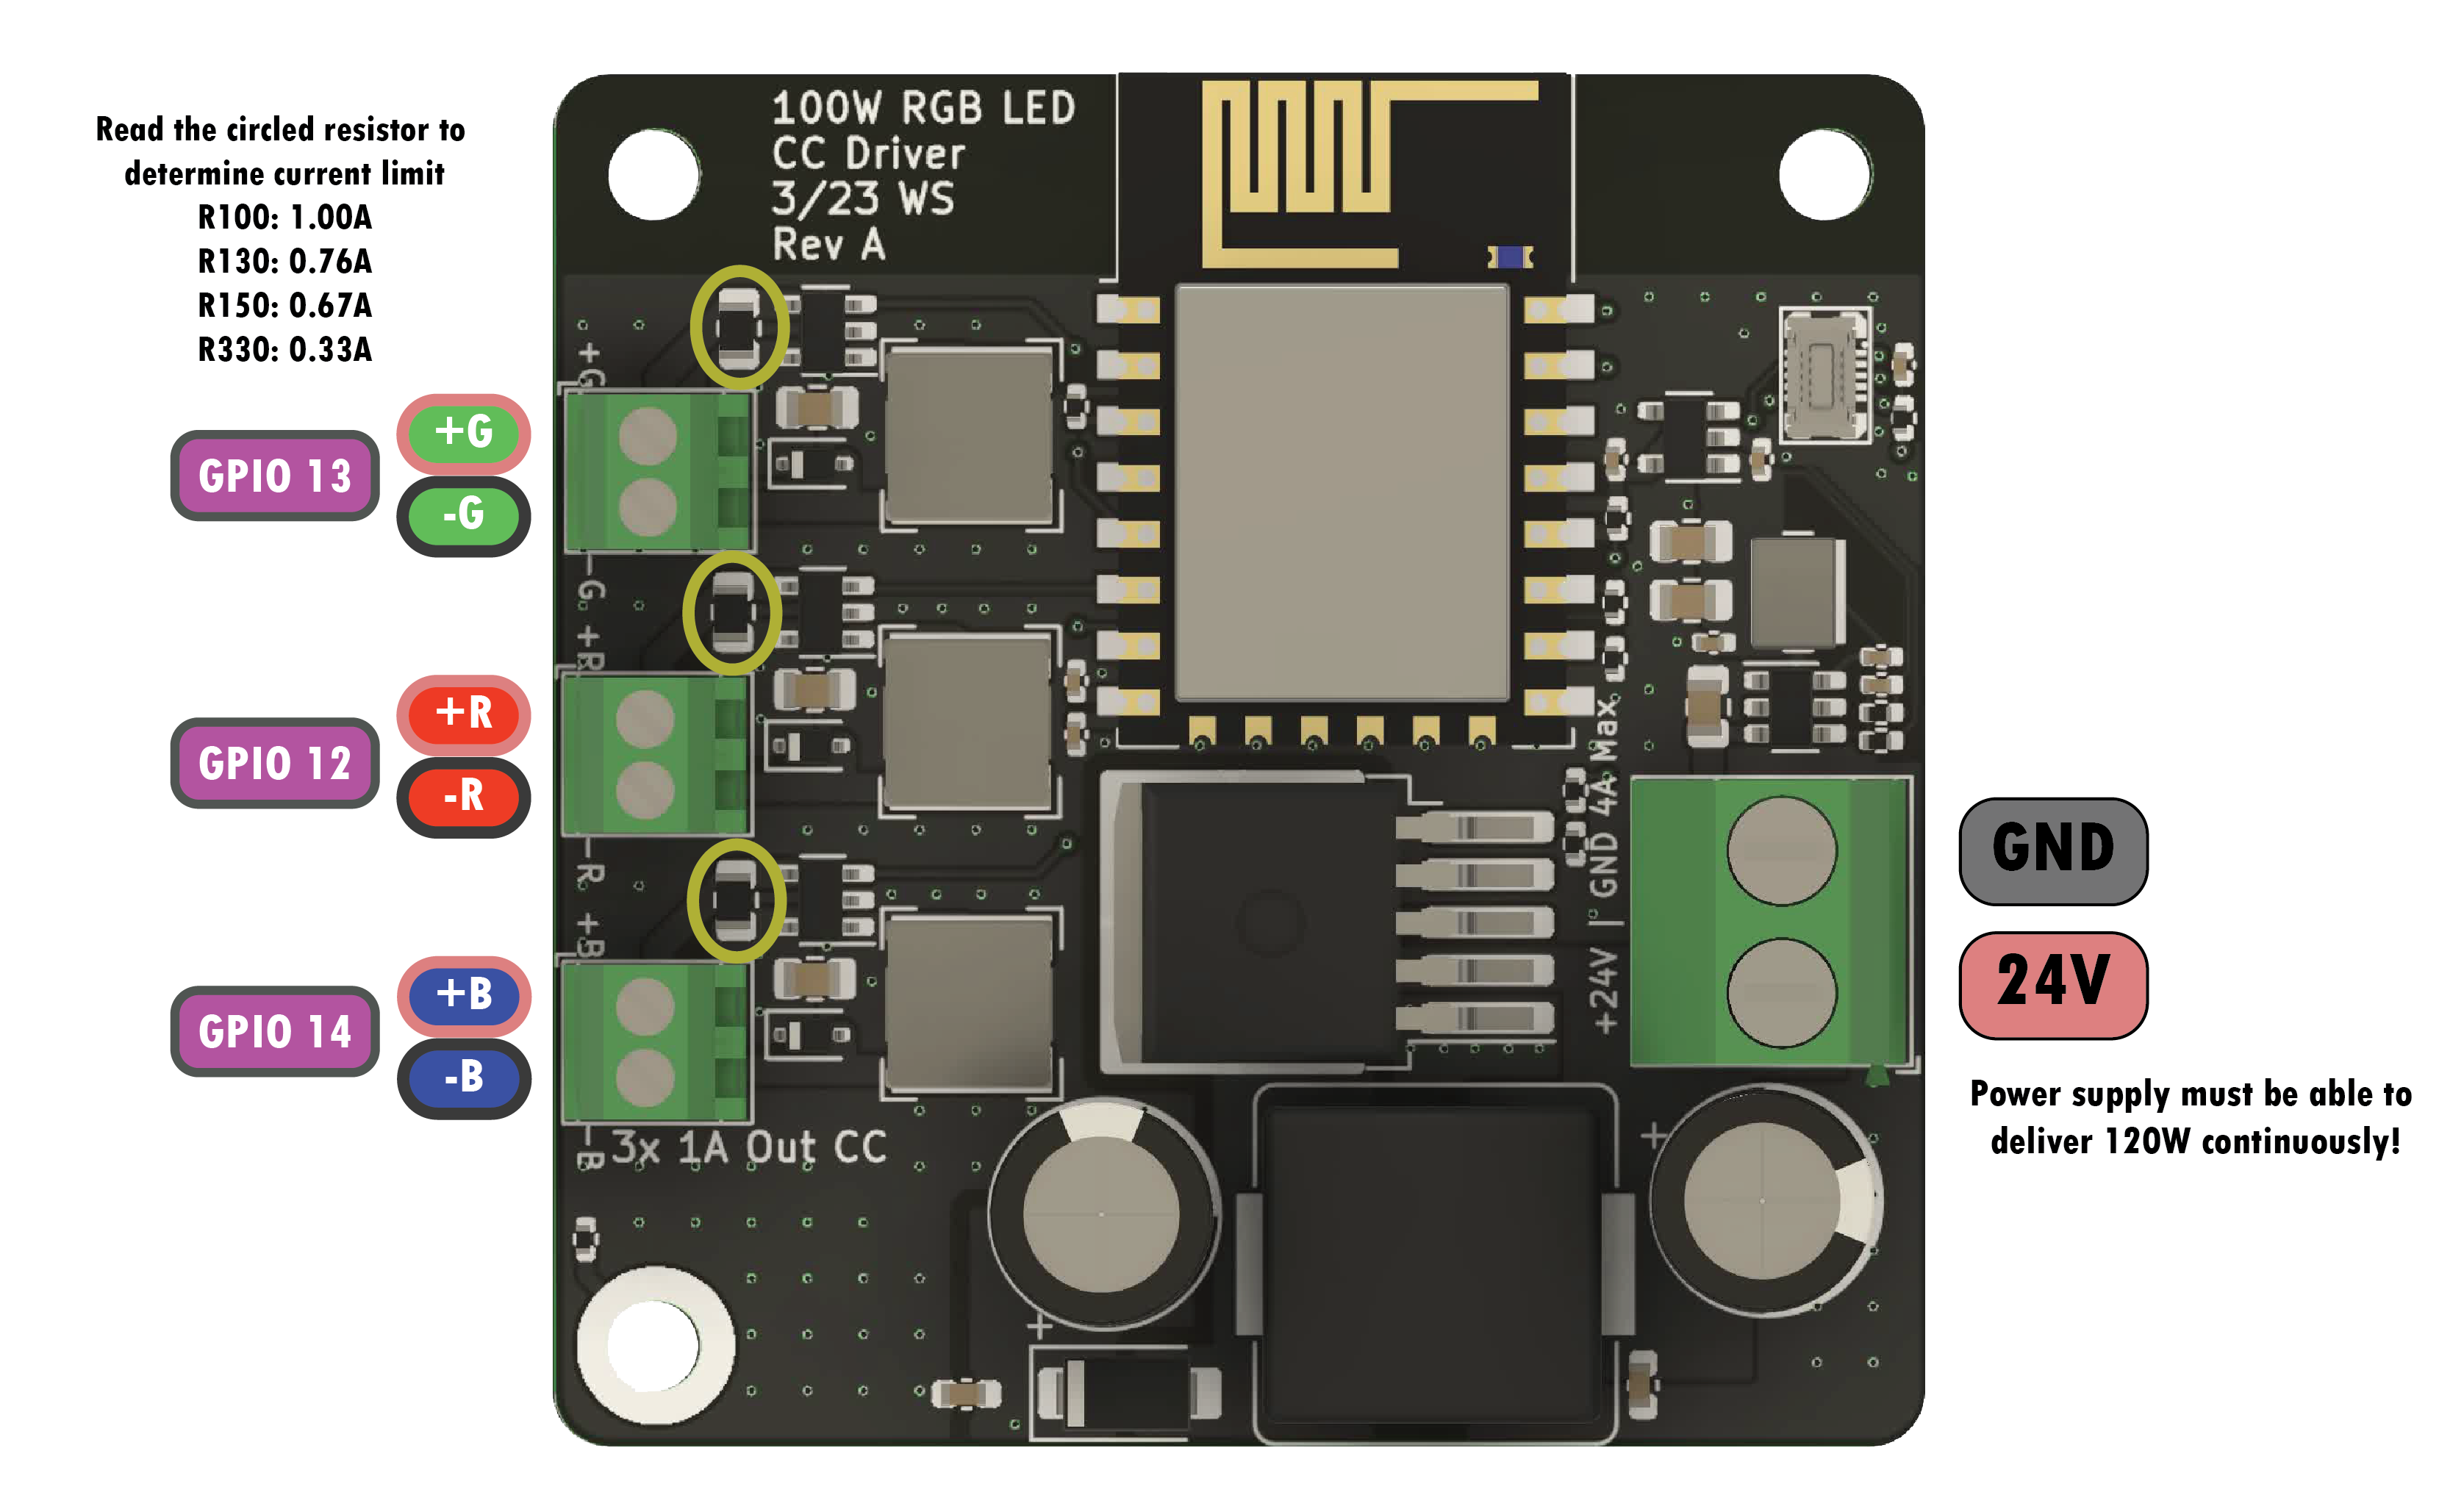 Read the circled resistor to
determine current limit
R100: 1.00A
R130: 0.76A
R150: 0.67A
R330: 0.33A
100W RGB LED
CC Driver
3/23 WS
Rev A
GPIO 13
+G
-G
GPIO 12
+R
-R
GPIO 14
+B
-B
+G
-G
+R
-R
+B
-B
3x 1A Out CC
+24V | GND 4A Max
+
+
GND
24V
Power supply must be able to
deliver 120W continuously!